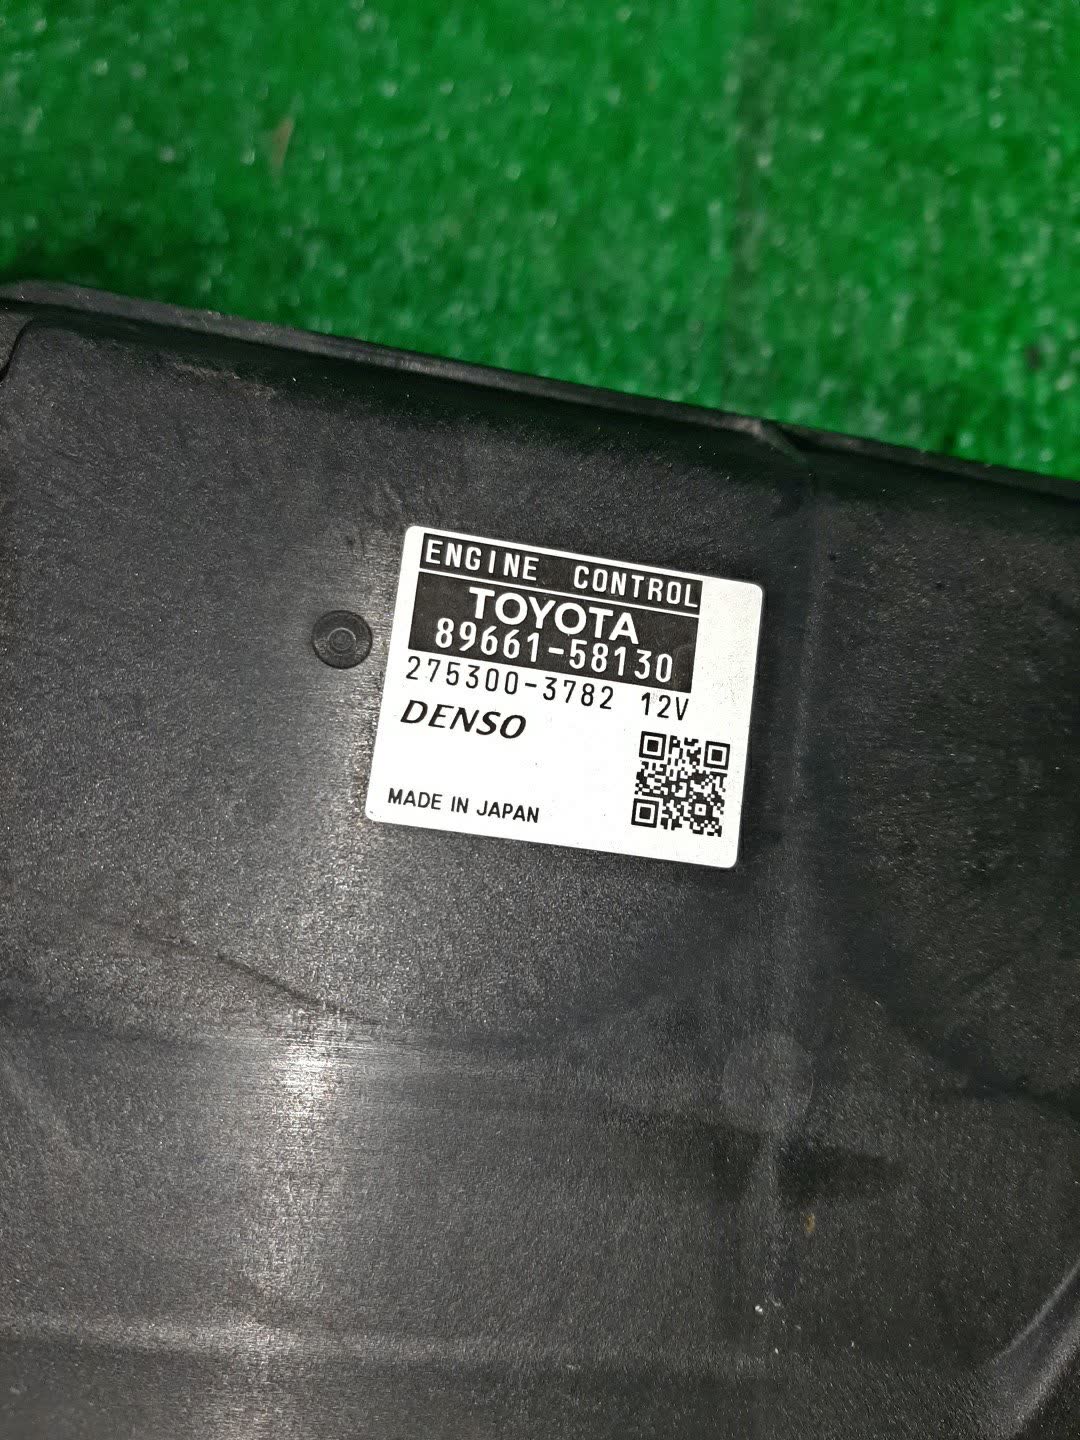 ENGINE CONTROL
TOYOTA
89661-58130
275300-3782 12V
DENSO
MADE IN JAPAN